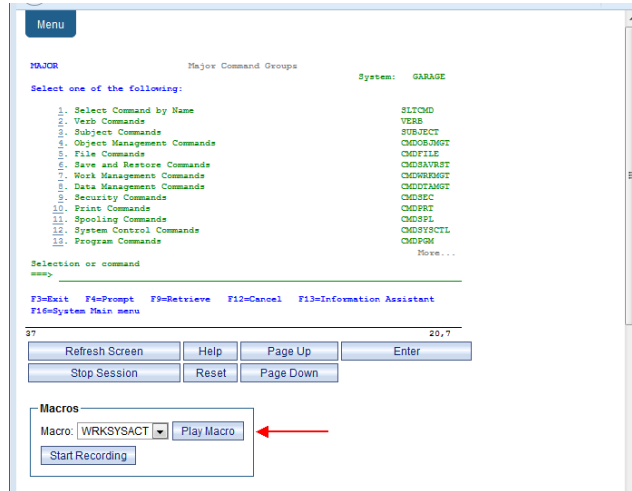 Menu
MAJOR Major Command Groups
System: GARAGE
Select one of the following:
1. Select Command by Name SLTCMD
2. Verb Commands VERB
3. Subject Commands SUBJECT
4. Object Management Commands CMDOBJMGT
5. File Commands CMDFILE
6. Save and Restore Commands CMDSAVRST
7. Work Management Commands CMDWRKMGT
8. Data Management Commands CMDDTAMGT
9. Security Commands CMDSEC
10. Print Commands CMDPRT
11. Spooling Commands CMDSPL
12. System Control Commands CMDSYSCTL
13. Program Commands CMDPGM
More...
Selection or command
===>
F3=Exit F4=Prompt F9=Retrieve F12=Cancel F13=Information Assistant
F16=System Main menu
37 20,7
Refresh Screen Help Page Up Enter
Stop Session Reset Page Down
Macros
Macro: WRKSYSACT Play Macro
Start Recording